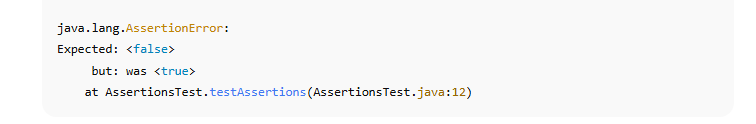 java.lang.AssertionError:
Expected: <false>
     but: was <true>
    at AssertionsTest.testAssertions(AssertionsTest.java:12)